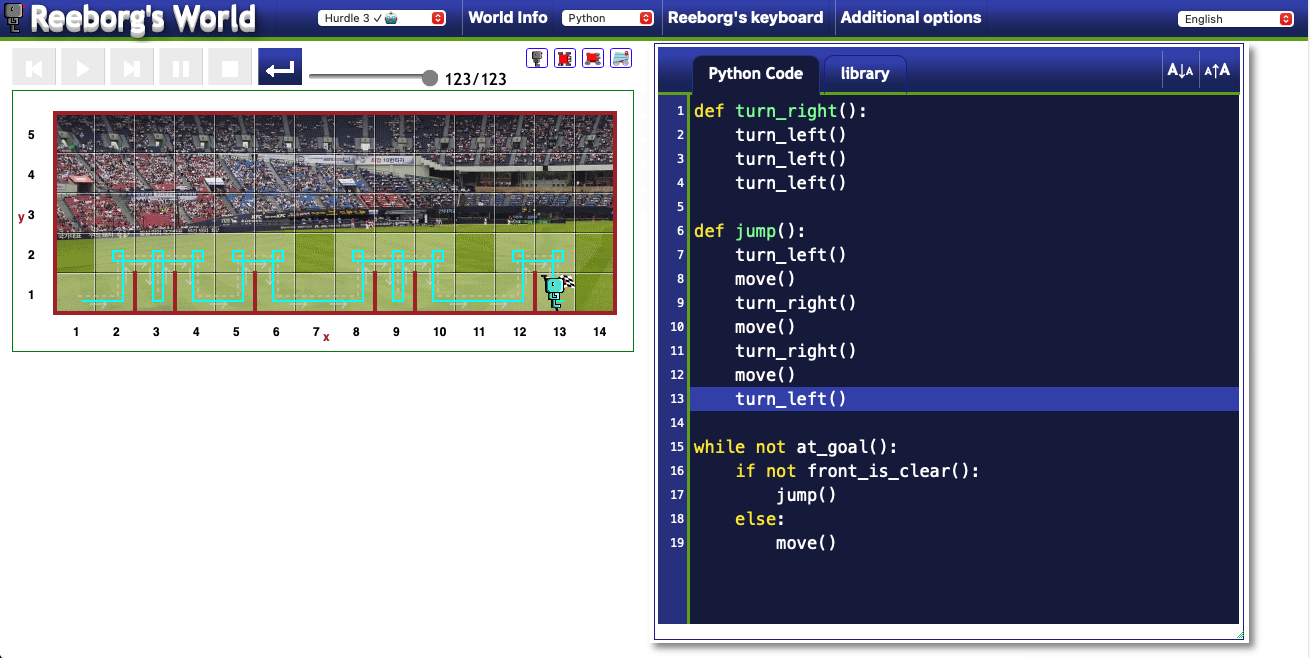 Reeborg's World
Hurdle 3 ✓ 🤖
World Info
Python
Reeborg's keyboard
Additional options
English
123/123
5
4
y 3
2
1
1 2 3 4 5 6 7 x 8 9 10 11 12 13 14
Python Code
library
A↓A A↑A
1 def turn_right():
2     turn_left()
3     turn_left()
4     turn_left()
5
6 def jump():
7     turn_left()
8     move()
9     turn_right()
10     move()
11     turn_right()
12     move()
13     turn_left()
14
15 while not at_goal():
16     if not front_is_clear():
17         jump()
18     else:
19         move()